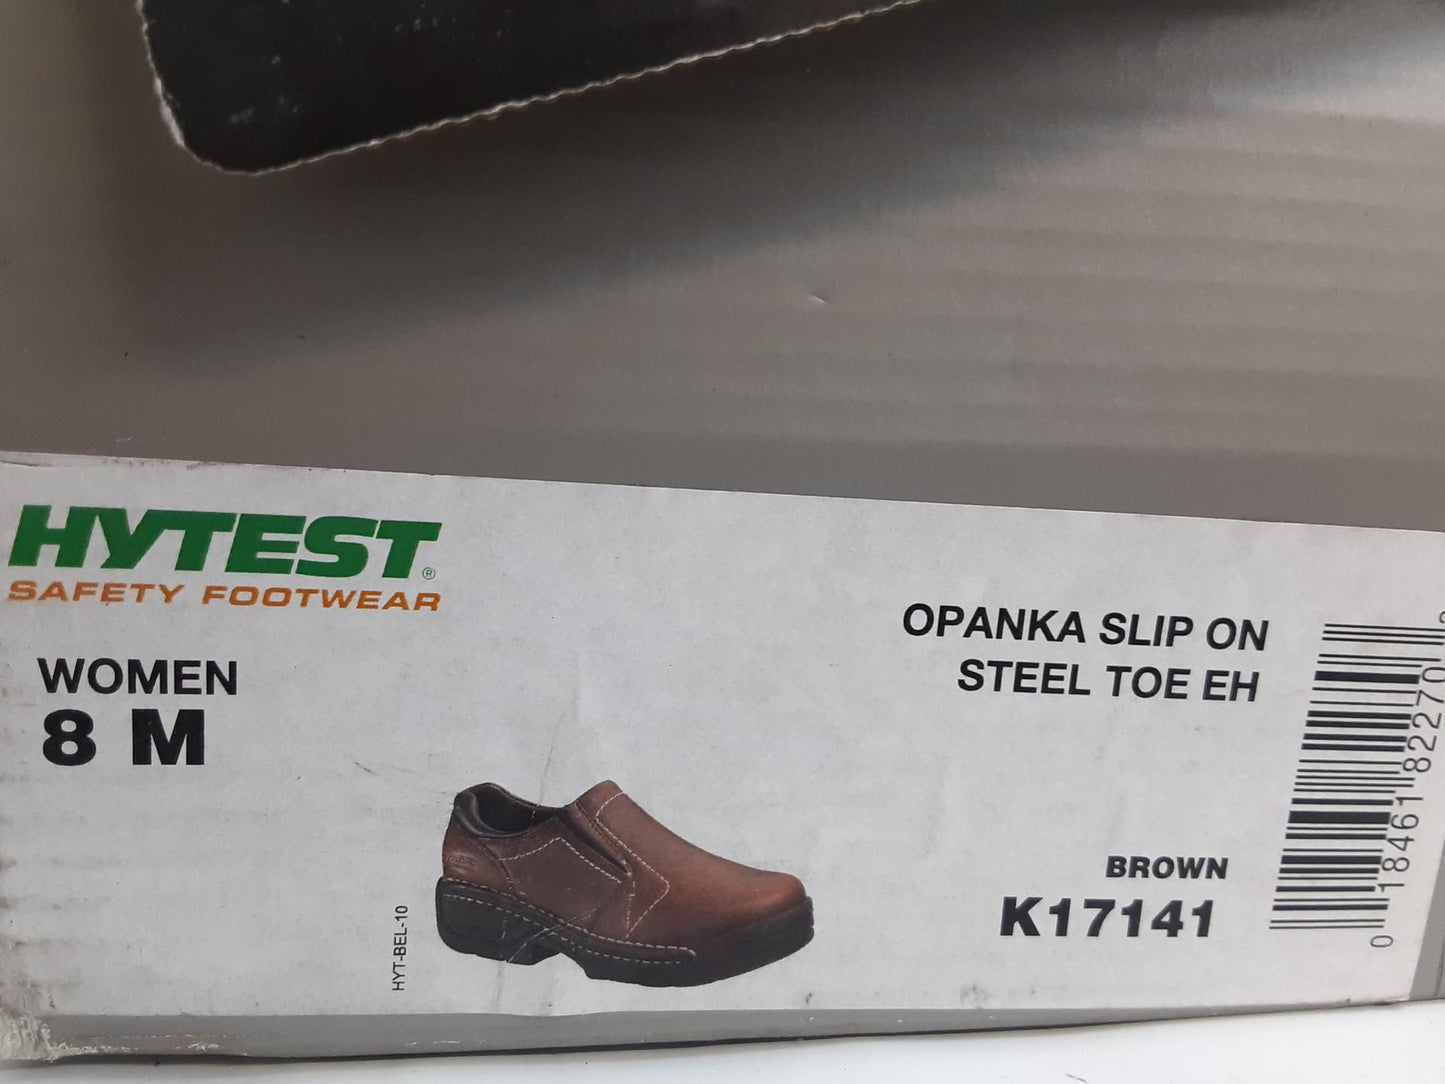 HYTEST®
SAFETY FOOTWEAR
WOMEN
8 M
OPANKA SLIP ON
STEEL TOE EH
HYT-BEL-10
BROWN
K17141
0 18461 82270